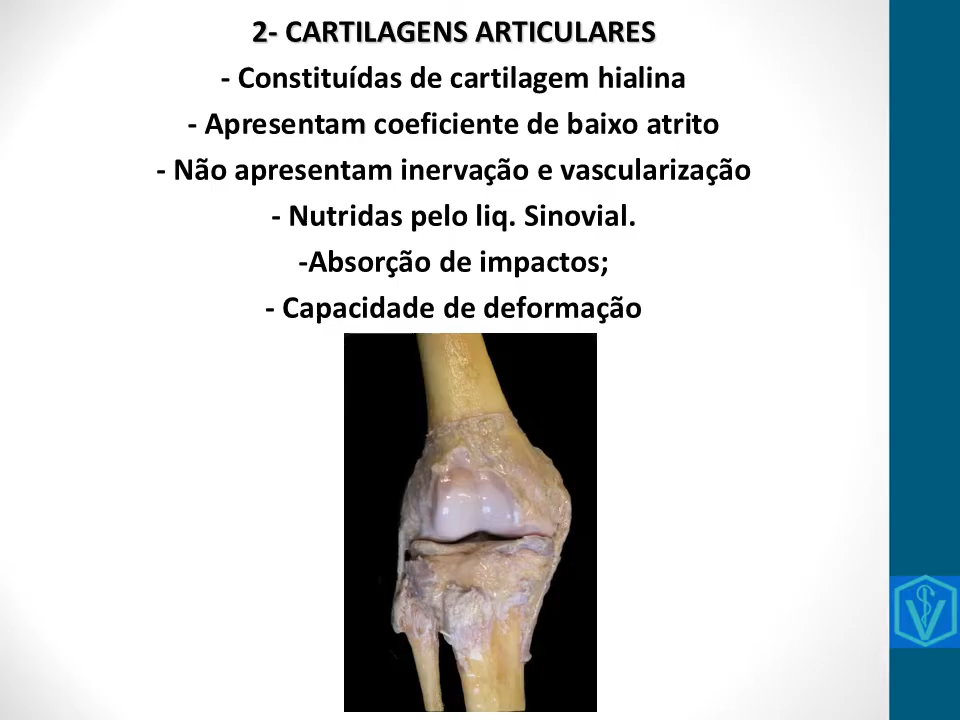 2- CARTILAGENS ARTICULARES
- Constituídas de cartilagem hialina
- Apresentam coeficiente de baixo atrito
- Não apresentam inervação e vascularização
- Nutridas pelo liq. Sinovial.
-Absorção de impactos;
- Capacidade de deformação